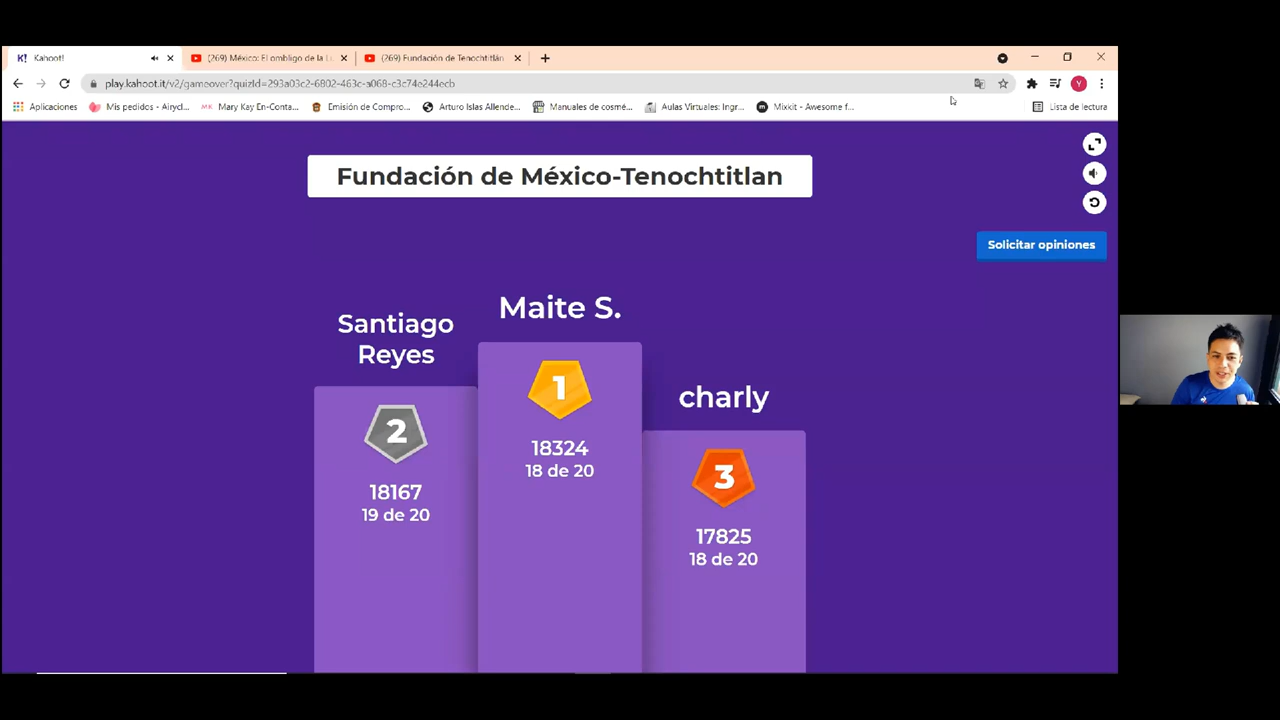 K! Kahoot!
(269) México: El ombligo de la Lu
(269) Fundación de Tenochtitlán
play.kahoot.it/v2/gameover?quizId=293a03c2-6802-463c-a068-c3c74e244ecb
Y
Aplicaciones
Mis pedidos - Airycl...
MK Mary Kay En-Conta...
Emisión de Compro...
Arturo Islas Allende...
Manuales de cosmé...
Aulas Virtuales: Ingr...
m Mixkit - Awesome f...
Lista de lectura
Fundación de México-Tenochtitlan
Solicitar opiniones
Maite S.
1
18324
18 de 20
Santiago
Reyes
2
18167
19 de 20
charly
3
17825
18 de 20